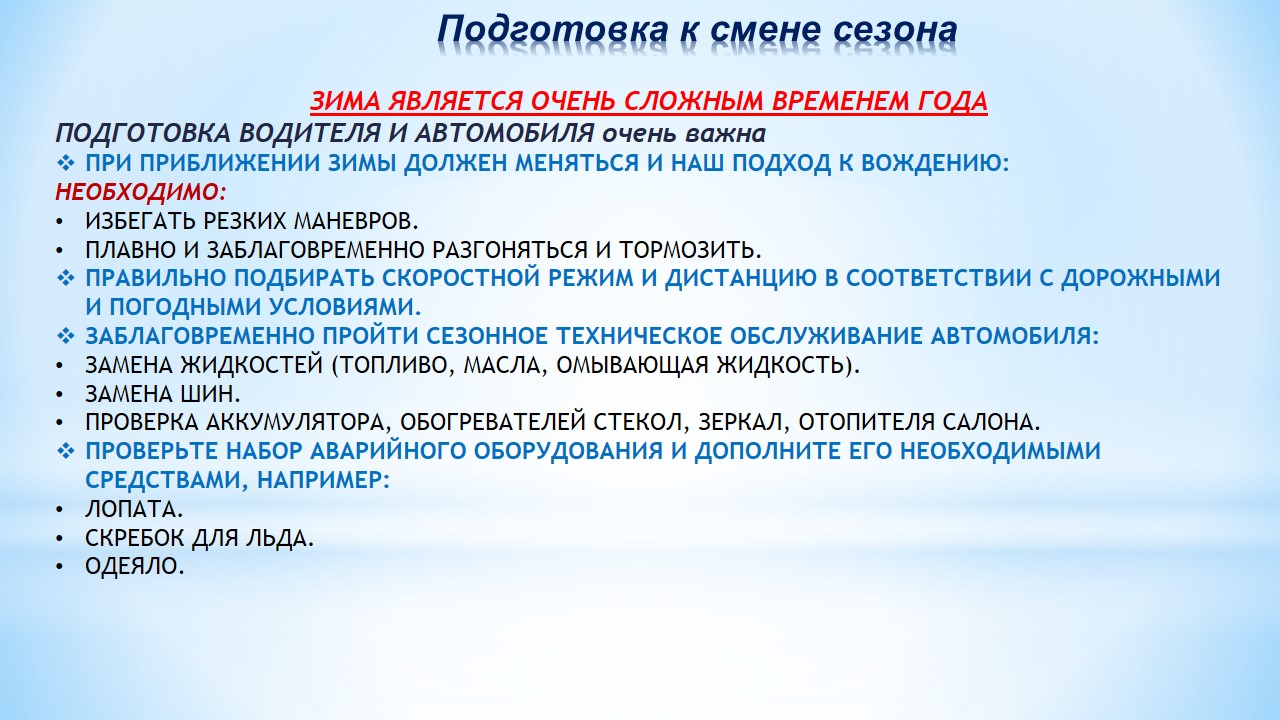 Подготовка к смене сезона
ЗИМА ЯВЛЯЕТСЯ ОЧЕНЬ СЛОЖНЫМ ВРЕМЕНЕМ ГОДА
ПОДГОТОВКА ВОДИТЕЛЯ И АВТОМОБИЛЯ очень важна
❖ ПРИ ПРИБЛИЖЕНИИ ЗИМЫ ДОЛЖЕН МЕНЯТЬСЯ И НАШ ПОДХОД К ВОЖДЕНИЮ:
НЕОБХОДИМО:
• ИЗБЕГАТЬ РЕЗКИХ МАНЕВРОВ.
• ПЛАВНО И ЗАБЛАГОВРЕМЕННО РАЗГОНЯТЬСЯ И ТОРМОЗИТЬ.
❖ ПРАВИЛЬНО ПОДБИРАТЬ СКОРОСТНОЙ РЕЖИМ И ДИСТАНЦИЮ В СООТВЕТСТВИИ С ДОРОЖНЫМИ
И ПОГОДНЫМИ УСЛОВИЯМИ.
❖ ЗАБЛАГОВРЕМЕННО ПРОЙТИ СЕЗОННОЕ ТЕХНИЧЕСКОЕ ОБСЛУЖИВАНИЕ АВТОМОБИЛЯ:
• ЗАМЕНА ЖИДКОСТЕЙ (ТОПЛИВО, МАСЛА, ОМЫВАЮЩАЯ ЖИДКОСТЬ).
• ЗАМЕНА ШИН.
• ПРОВЕРКА АККУМУЛЯТОРА, ОБОГРЕВАТЕЛЕЙ СТЕКОЛ, ЗЕРКАЛ, ОТОПИТЕЛЯ САЛОНА.
❖ ПРОВЕРЬТЕ НАБОР АВАРИЙНОГО ОБОРУДОВАНИЯ И ДОПОЛНИТЕ ЕГО НЕОБХОДИМЫМИ
СРЕДСТВАМИ, НАПРИМЕР:
• ЛОПАТА.
• СКРЕБОК ДЛЯ ЛЬДА.
• ОДЕЯЛО.